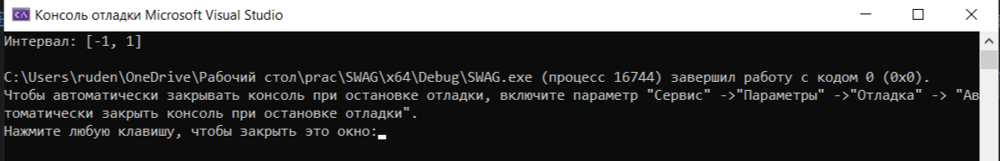 Консоль отладки Microsoft Visual Studio
Интервал: [-1, 1]
C:\Users\ruden\OneDrive\Рабочий стол\prac\SWAG\x64\Debug\SWAG.exe (процесс 16744) завершил работу с кодом 0 (0x0).
Чтобы автоматически закрывать консоль при остановке отладки, включите параметр "Сервис" ->"Параметры" ->"Отладка" -> "Ав
томатически закрыть консоль при остановке отладки".
Нажмите любую клавишу, чтобы закрыть это окно: